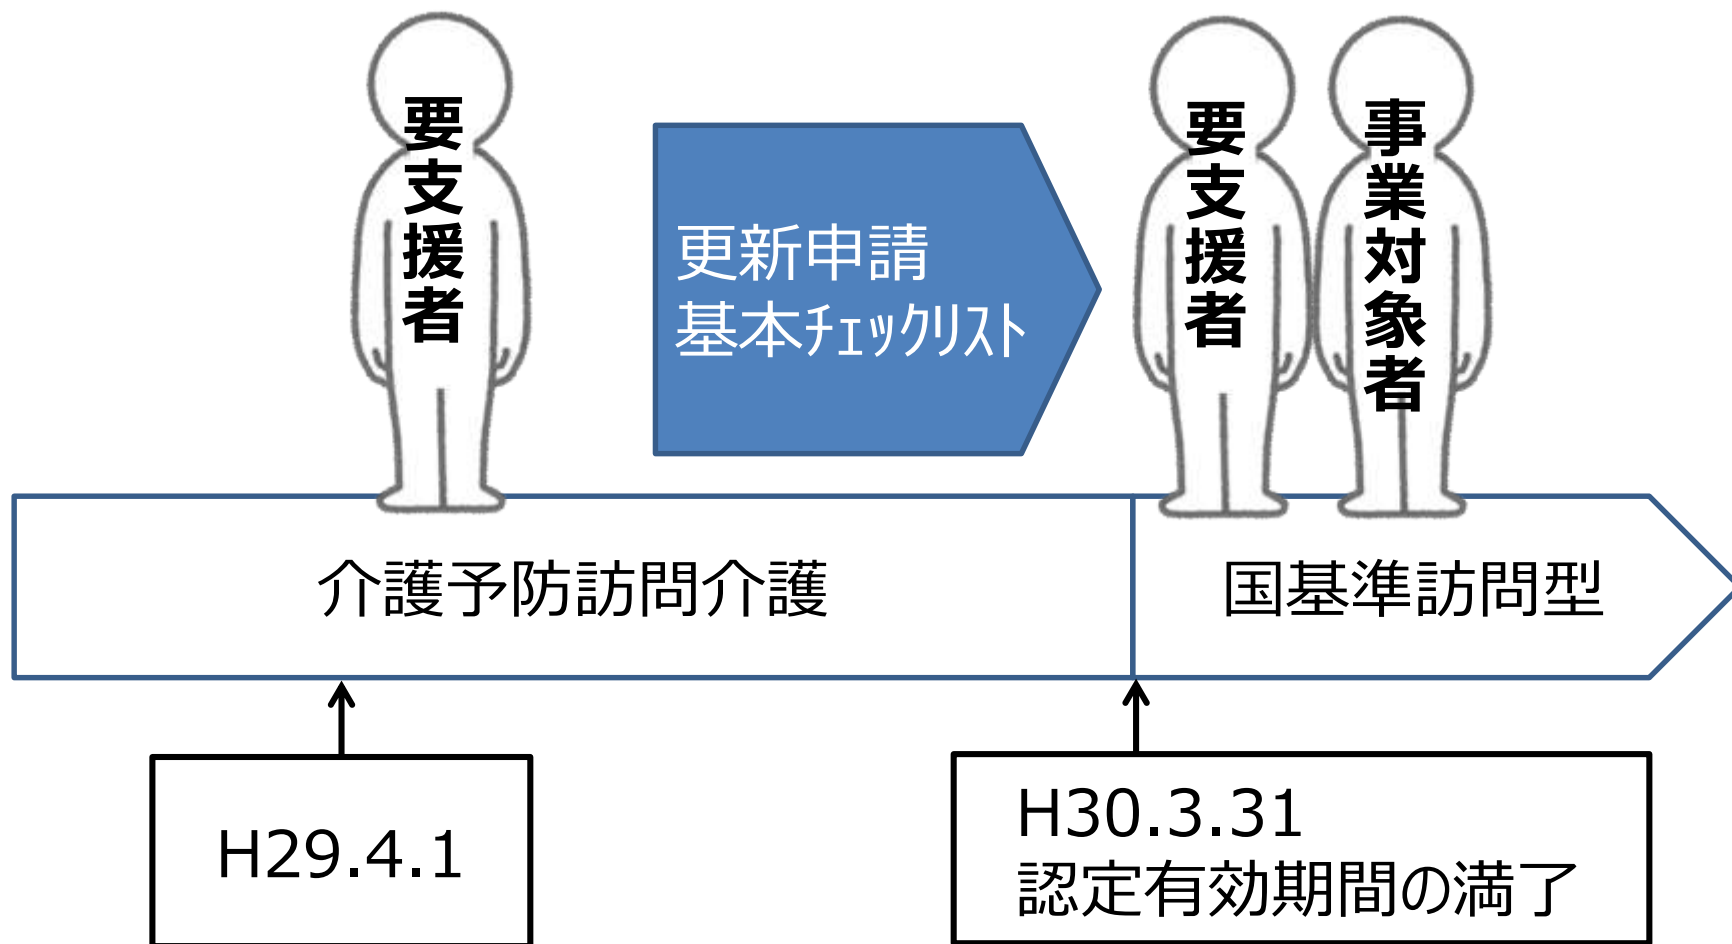 要支援者
更新申請
基本ﾁｪｯｸﾘｽﾄ
要支援者
事業対象者
介護予防訪問介護
国基準訪問型
H29.4.1
H30.3.31
認定有効期間の満了